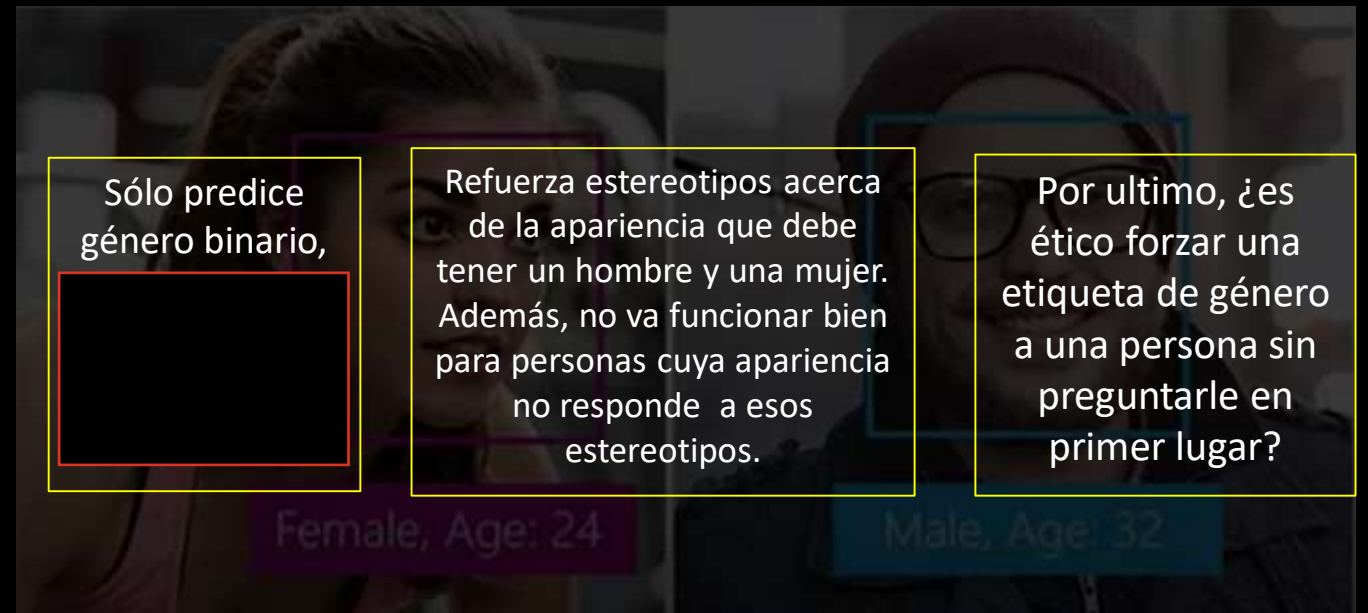 Sólo predice
género binario,
Refuerza estereotipos acerca
de la apariencia que debe
tener un hombre y una mujer.
Además, no va funcionar bien
para personas cuya apariencia
no responde a esos
estereotipos.
Por ultimo, ¿es
ético forzar una
etiqueta de género
a una persona sin
preguntarle en
primer lugar?
Female, Age: 24
Male, Age: 32